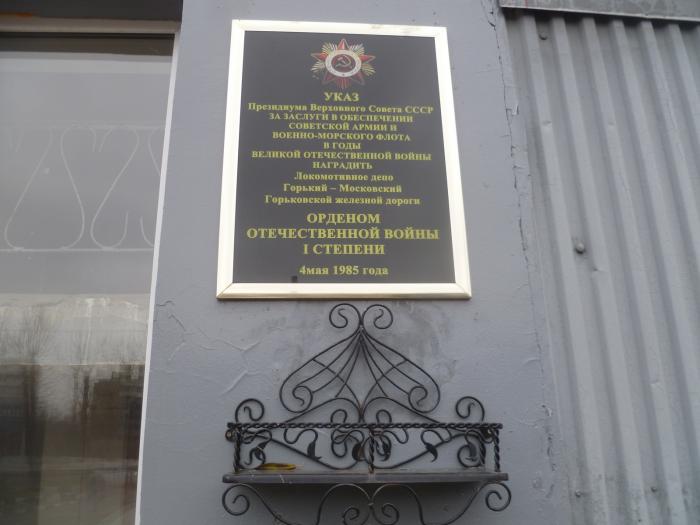 УКАЗ
Президиума Верховного Совета СССР
ЗА ЗАСЛУГИ В ОБЕСПЕЧЕНИИ
СОВЕТСКОЙ АРМИИ И
ВОЕННО-МОРСКОГО ФЛОТА
В ГОДЫ
ВЕЛИКОЙ ОТЕЧЕСТВЕННОЙ ВОЙНЫ
НАГРАДИТЬ
Локомотивное депо
Горький – Московский
Горьковской железной дороги
ОРДЕНОМ
ОТЕЧЕСТВЕННОЙ ВОЙНЫ
I СТЕПЕНИ
4мая 1985 года